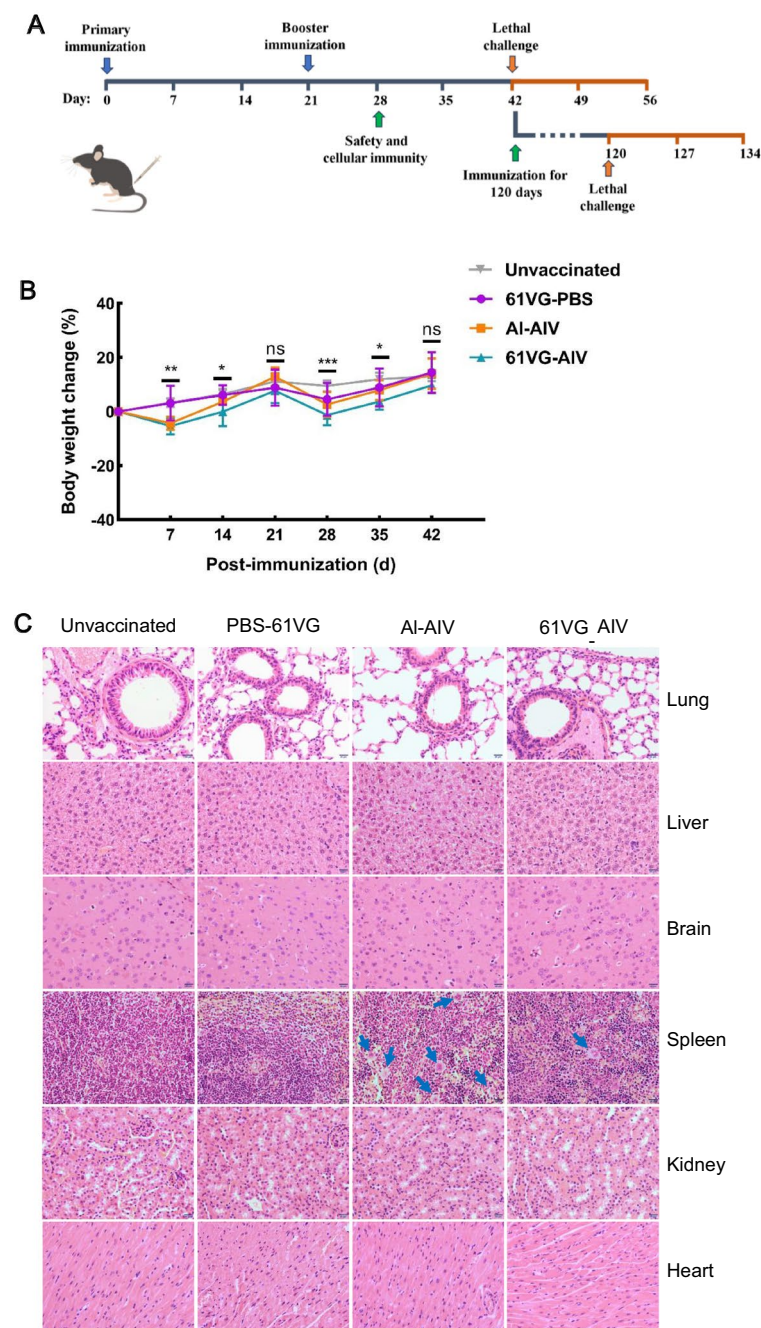 A
Primary
immunization
Booster
immunization
Lethal
challenge
Day: 0 7 14 21 28 35 42 49 56
Safety and
cellular immunity
Immunization for
120 days
120 127 134
Lethal
challenge
B
Unvaccinated
61VG-PBS
Al-AIV
61VG-AIV
Body weight change (%)
40
20
0
-20
-40
** * ns *** * ns
7 14 21 28 35 42
Post-immunization (d)
C
Unvaccinated PBS-61VG Al-AIV 61VG-AIV
Lung
Liver
Brain
Spleen
Kidney
Heart